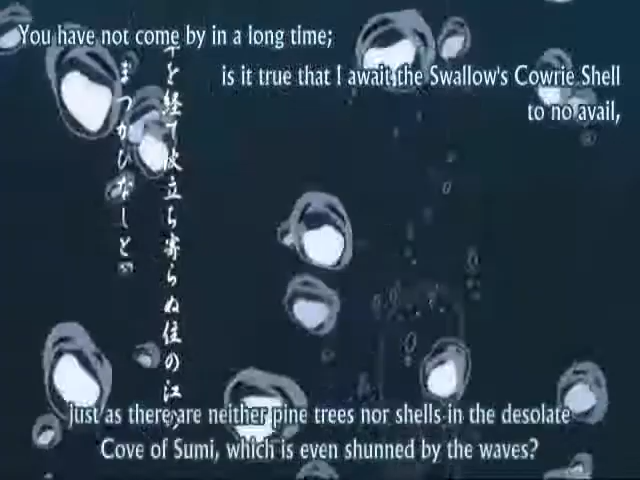 You have not come by in a long time;
is it true that I await the Swallow's Cowrie Shell
to no avail,
年を経て波立ち寄らぬ住の江の
まつかひなしと
just as there are neither pine trees nor shells in the desolate
Cove of Sumi, which is even shunned by the waves?